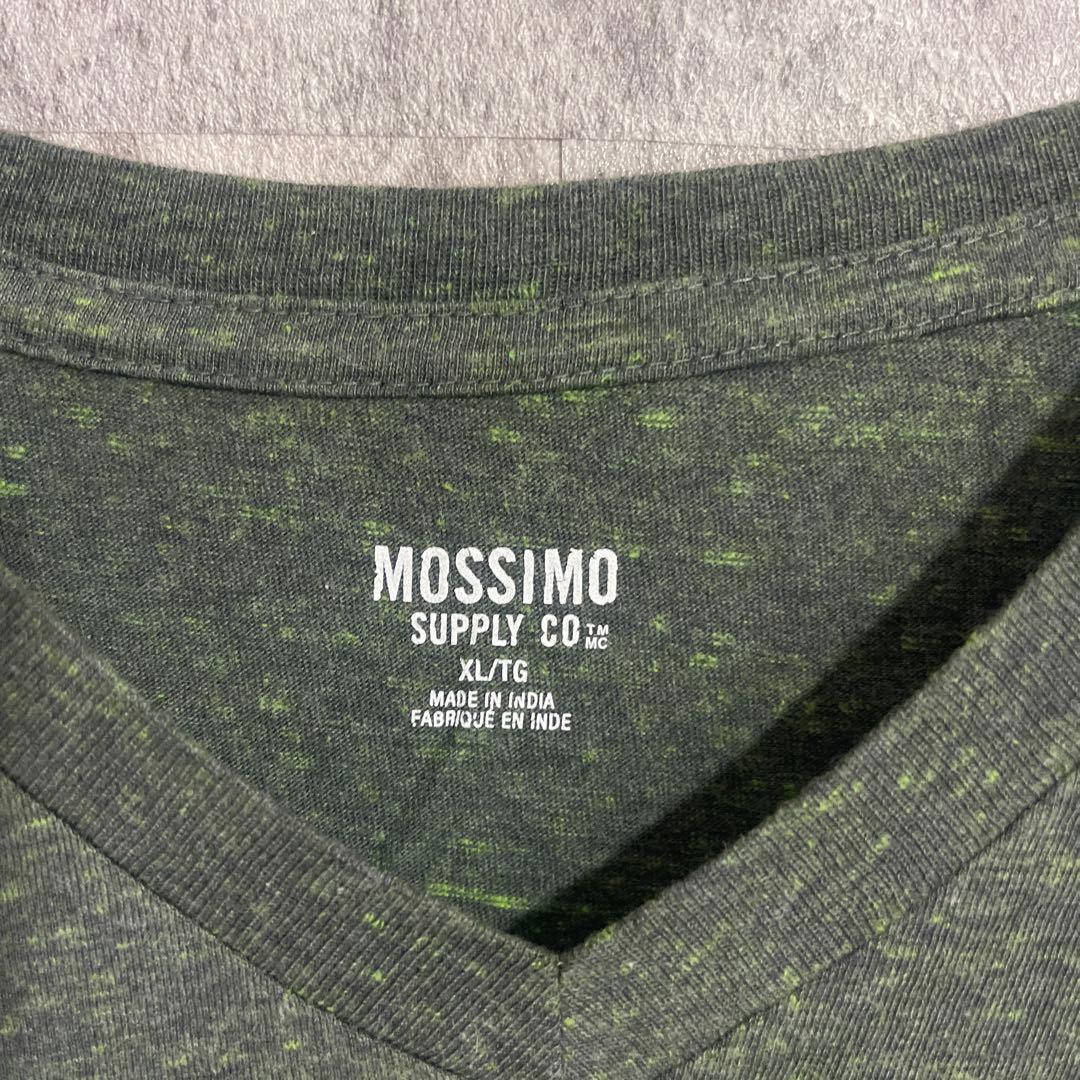 MOSSIMO
SUPPLY CO TM MC
XL/TG
MADE IN INDIA
FABRIQUÉ EN INDE